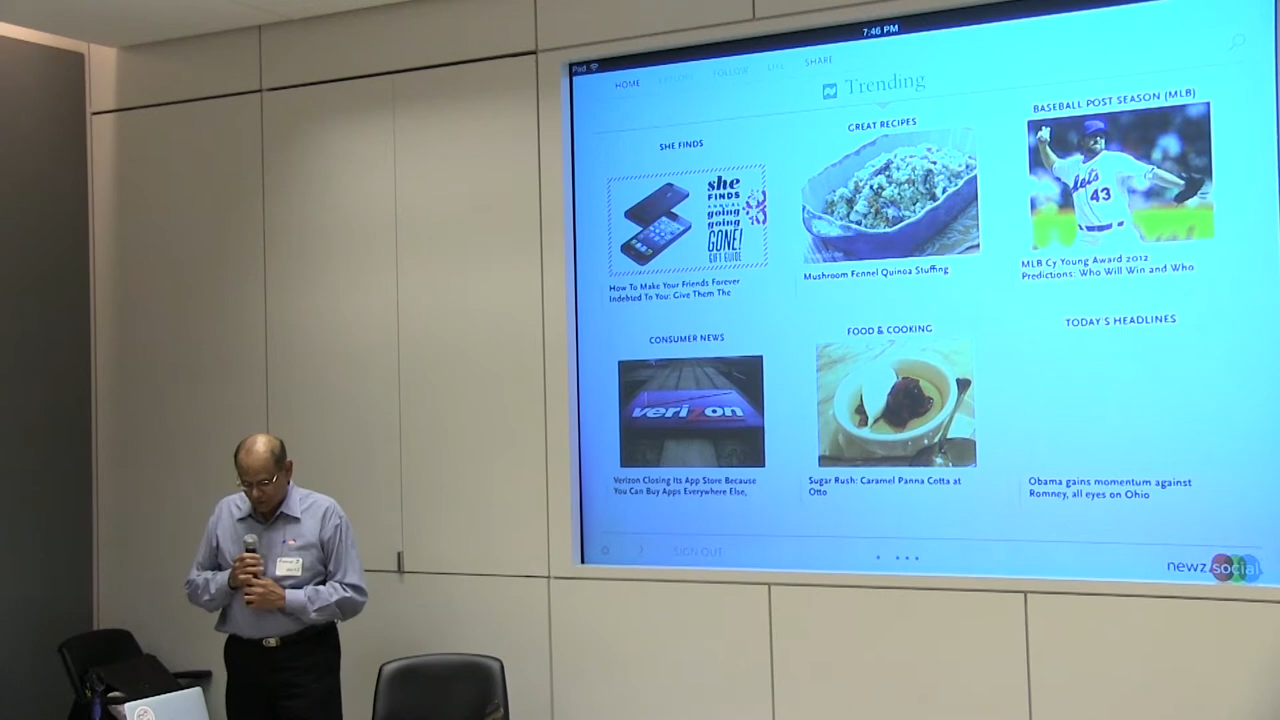 iPad
7:46 PM
HOME
EXPLORE
FOLLOW
LIVE
SHARE
Trending
SHE FINDS
she
FINDS
ANNUAL
going
going
GONE!
GIFT GUIDE
How To Make Your Friends Forever
Indebted To You: Give Them The
GREAT RECIPES
Mushroom Fennel Quinoa Stuffing
BASEBALL POST SEASON (MLB)
Mets
43
MLB Cy Young Award 2012
Predictions: Who Will Win and Who
CONSUMER NEWS
verizon
Verizon Closing Its App Store Because
You Can Buy Apps Everywhere Else,
FOOD & COOKING
Sugar Rush: Caramel Panna Cotta at
Otto
TODAY'S HEADLINES
Obama gains momentum against
Romney, all eyes on Ohio
SIGN OUT
newz.social